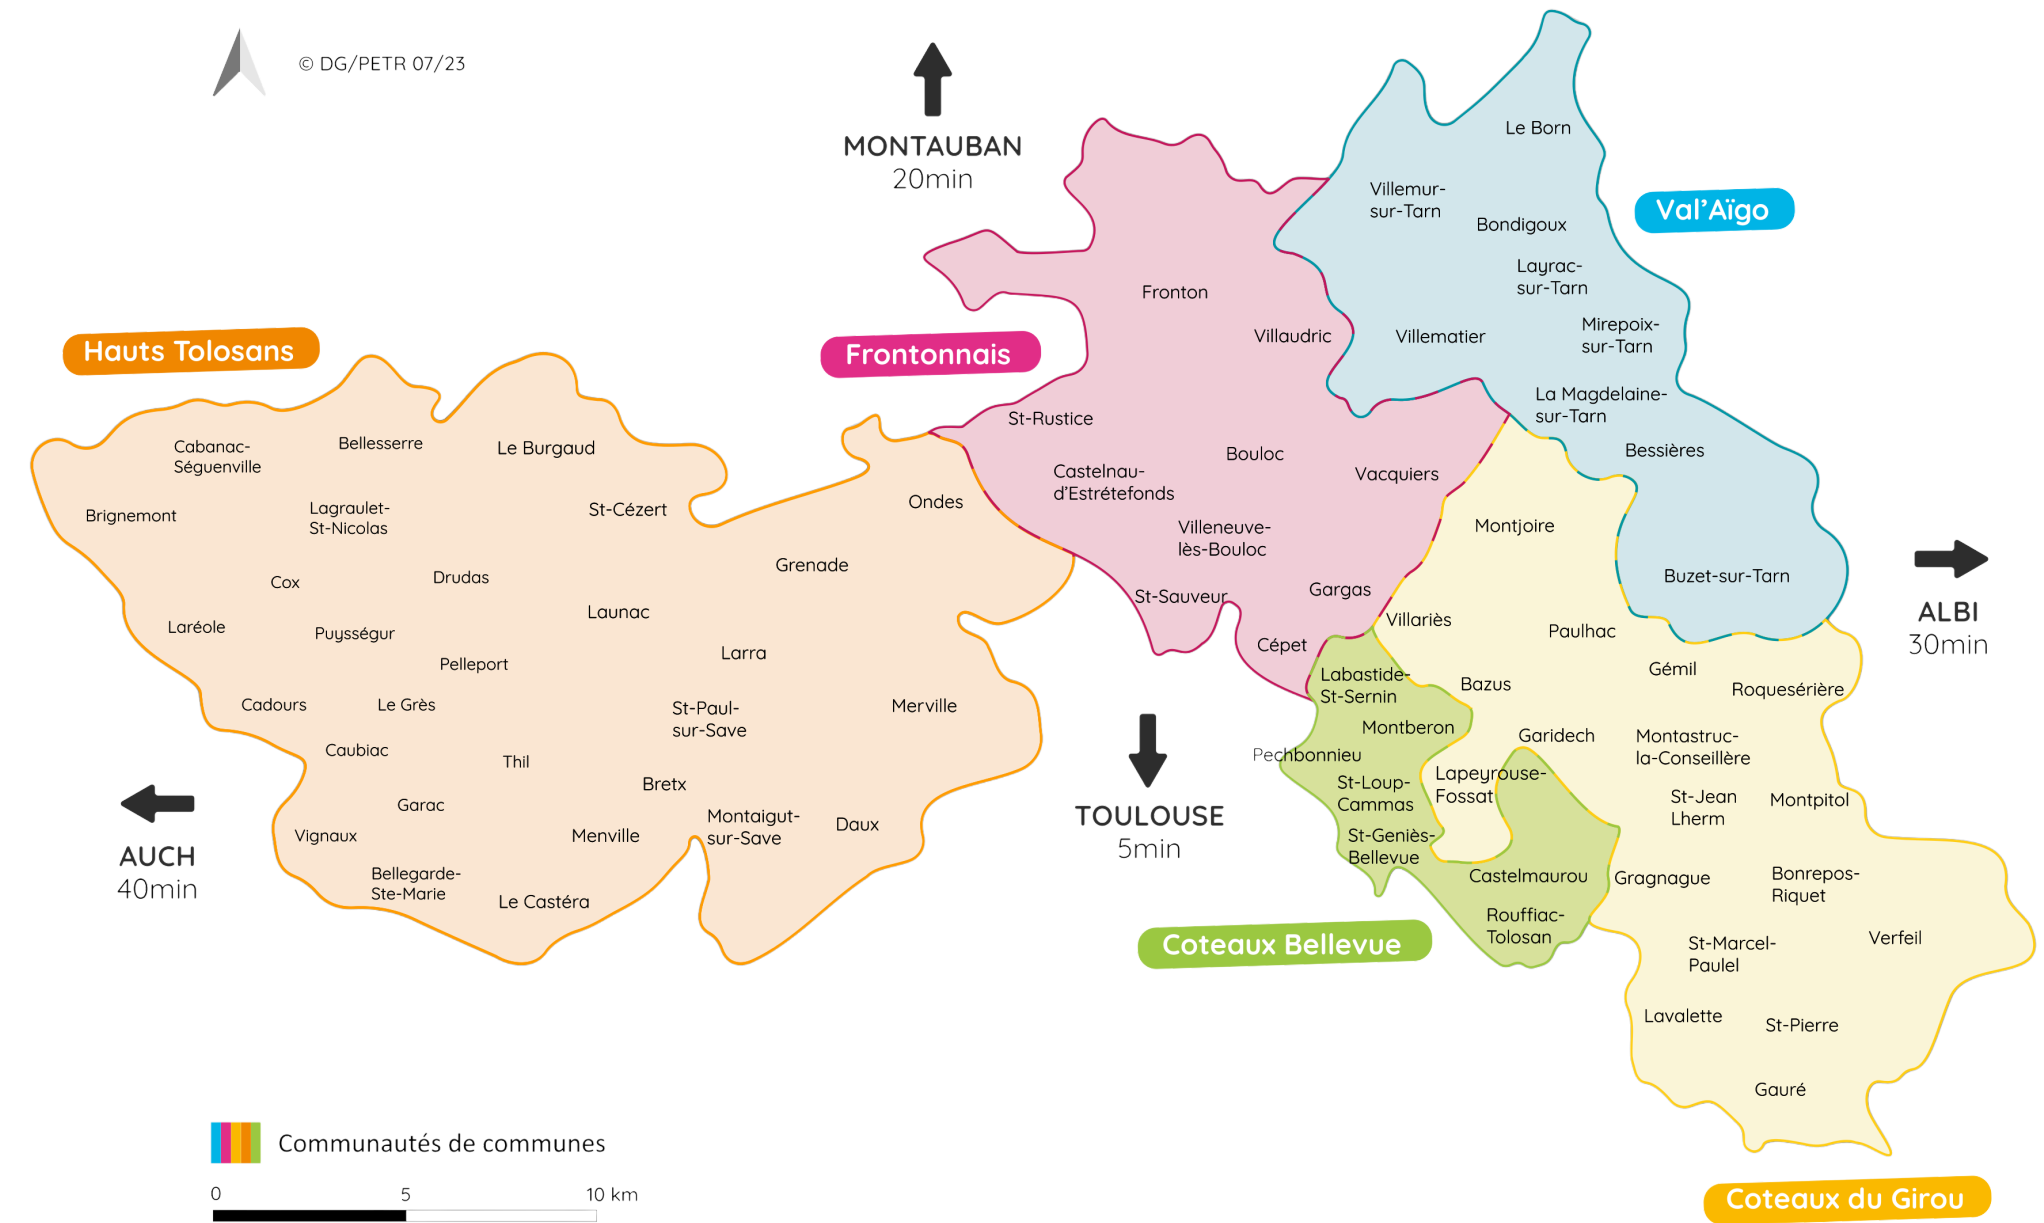 © DG/PETR 07/23
MONTAUBAN
20min
Le Born
Villemur-
sur-Tarn
Val'Aïgo
Bondigoux
Layrac-
sur-Tarn
Fronton
Villaudric
Villematier
Mirepoix-
sur-Tarn
Hauts Tolosans
Frontonnais
La Magdelaine-
sur-Tarn
St-Rustice
Cabanac-
Séguenville
Bellesserre
Le Burgaud
Bouloc
Bessières
Castelnau-
d'Estrétefonds
Vacquiers
Brignemont
Lagraulet-
St-Nicolas
St-Cézert
Ondes
Villeneuve-
lès-Bouloc
Montjoire
Grenade
Cox
Drudas
Buzet-sur-Tarn
St-Sauveur
Gargas
Launac
Villariès
ALBI
30min
Laréole
Puységur
Paulhac
Cépet
Larra
Pelleport
Gémil
Labastide-
St-Sernin
Bazus
Roquesérière
Cadours
Le Grès
St-Paul-
sur-Save
Merville
Montberon
Garidech
Montastruc-
la-Conseillère
Caubiac
Thil
Pechbonnieu
Bretx
St-Loup-
Cammas
Lapeyrouse-
Fossat
St-Jean
Lherm
Montpitol
Garac
TOULOUSE
5min
Vignaux
Menville
Montaigut-
sur-Save
Daux
St-Geniès-
Bellevue
AUCH
40min
Bellegarde-
Ste-Marie
Le Castéra
Castelmaurou
Gragnague
Bonrepos-
Riquet
Rouffiac-
Tolosan
Coteaux Bellevue
St-Marcel-
Paulel
Verfeil
Lavalette
St-Pierre
Gauré
Communautés de communes
0 5 10 km
Coteaux du Girou